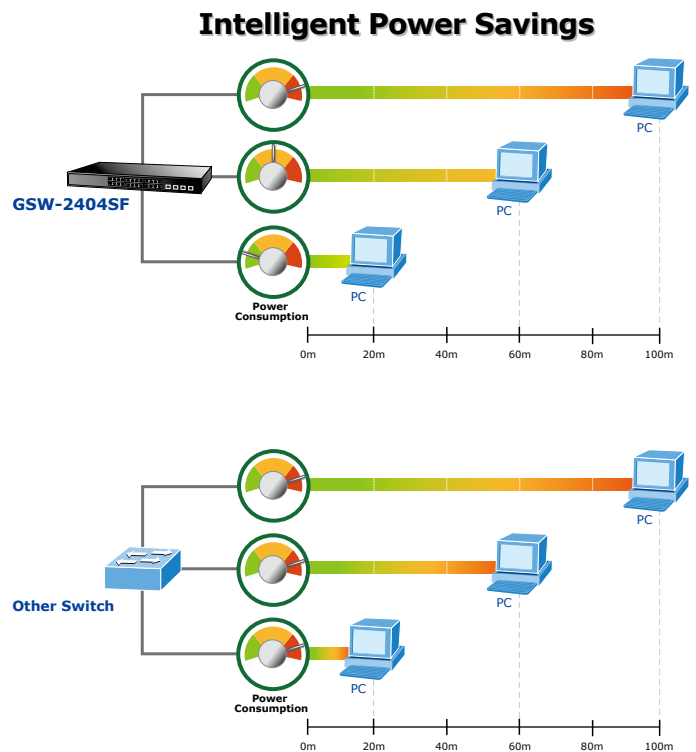 Intelligent Power Savings
PC
PC
GSW-2404SF
PC
Power
Consumption
0m 20m 40m 60m 80m 100m
PC
PC
Other Switch
PC
Power
Consumption
0m 20m 40m 60m 80m 100m